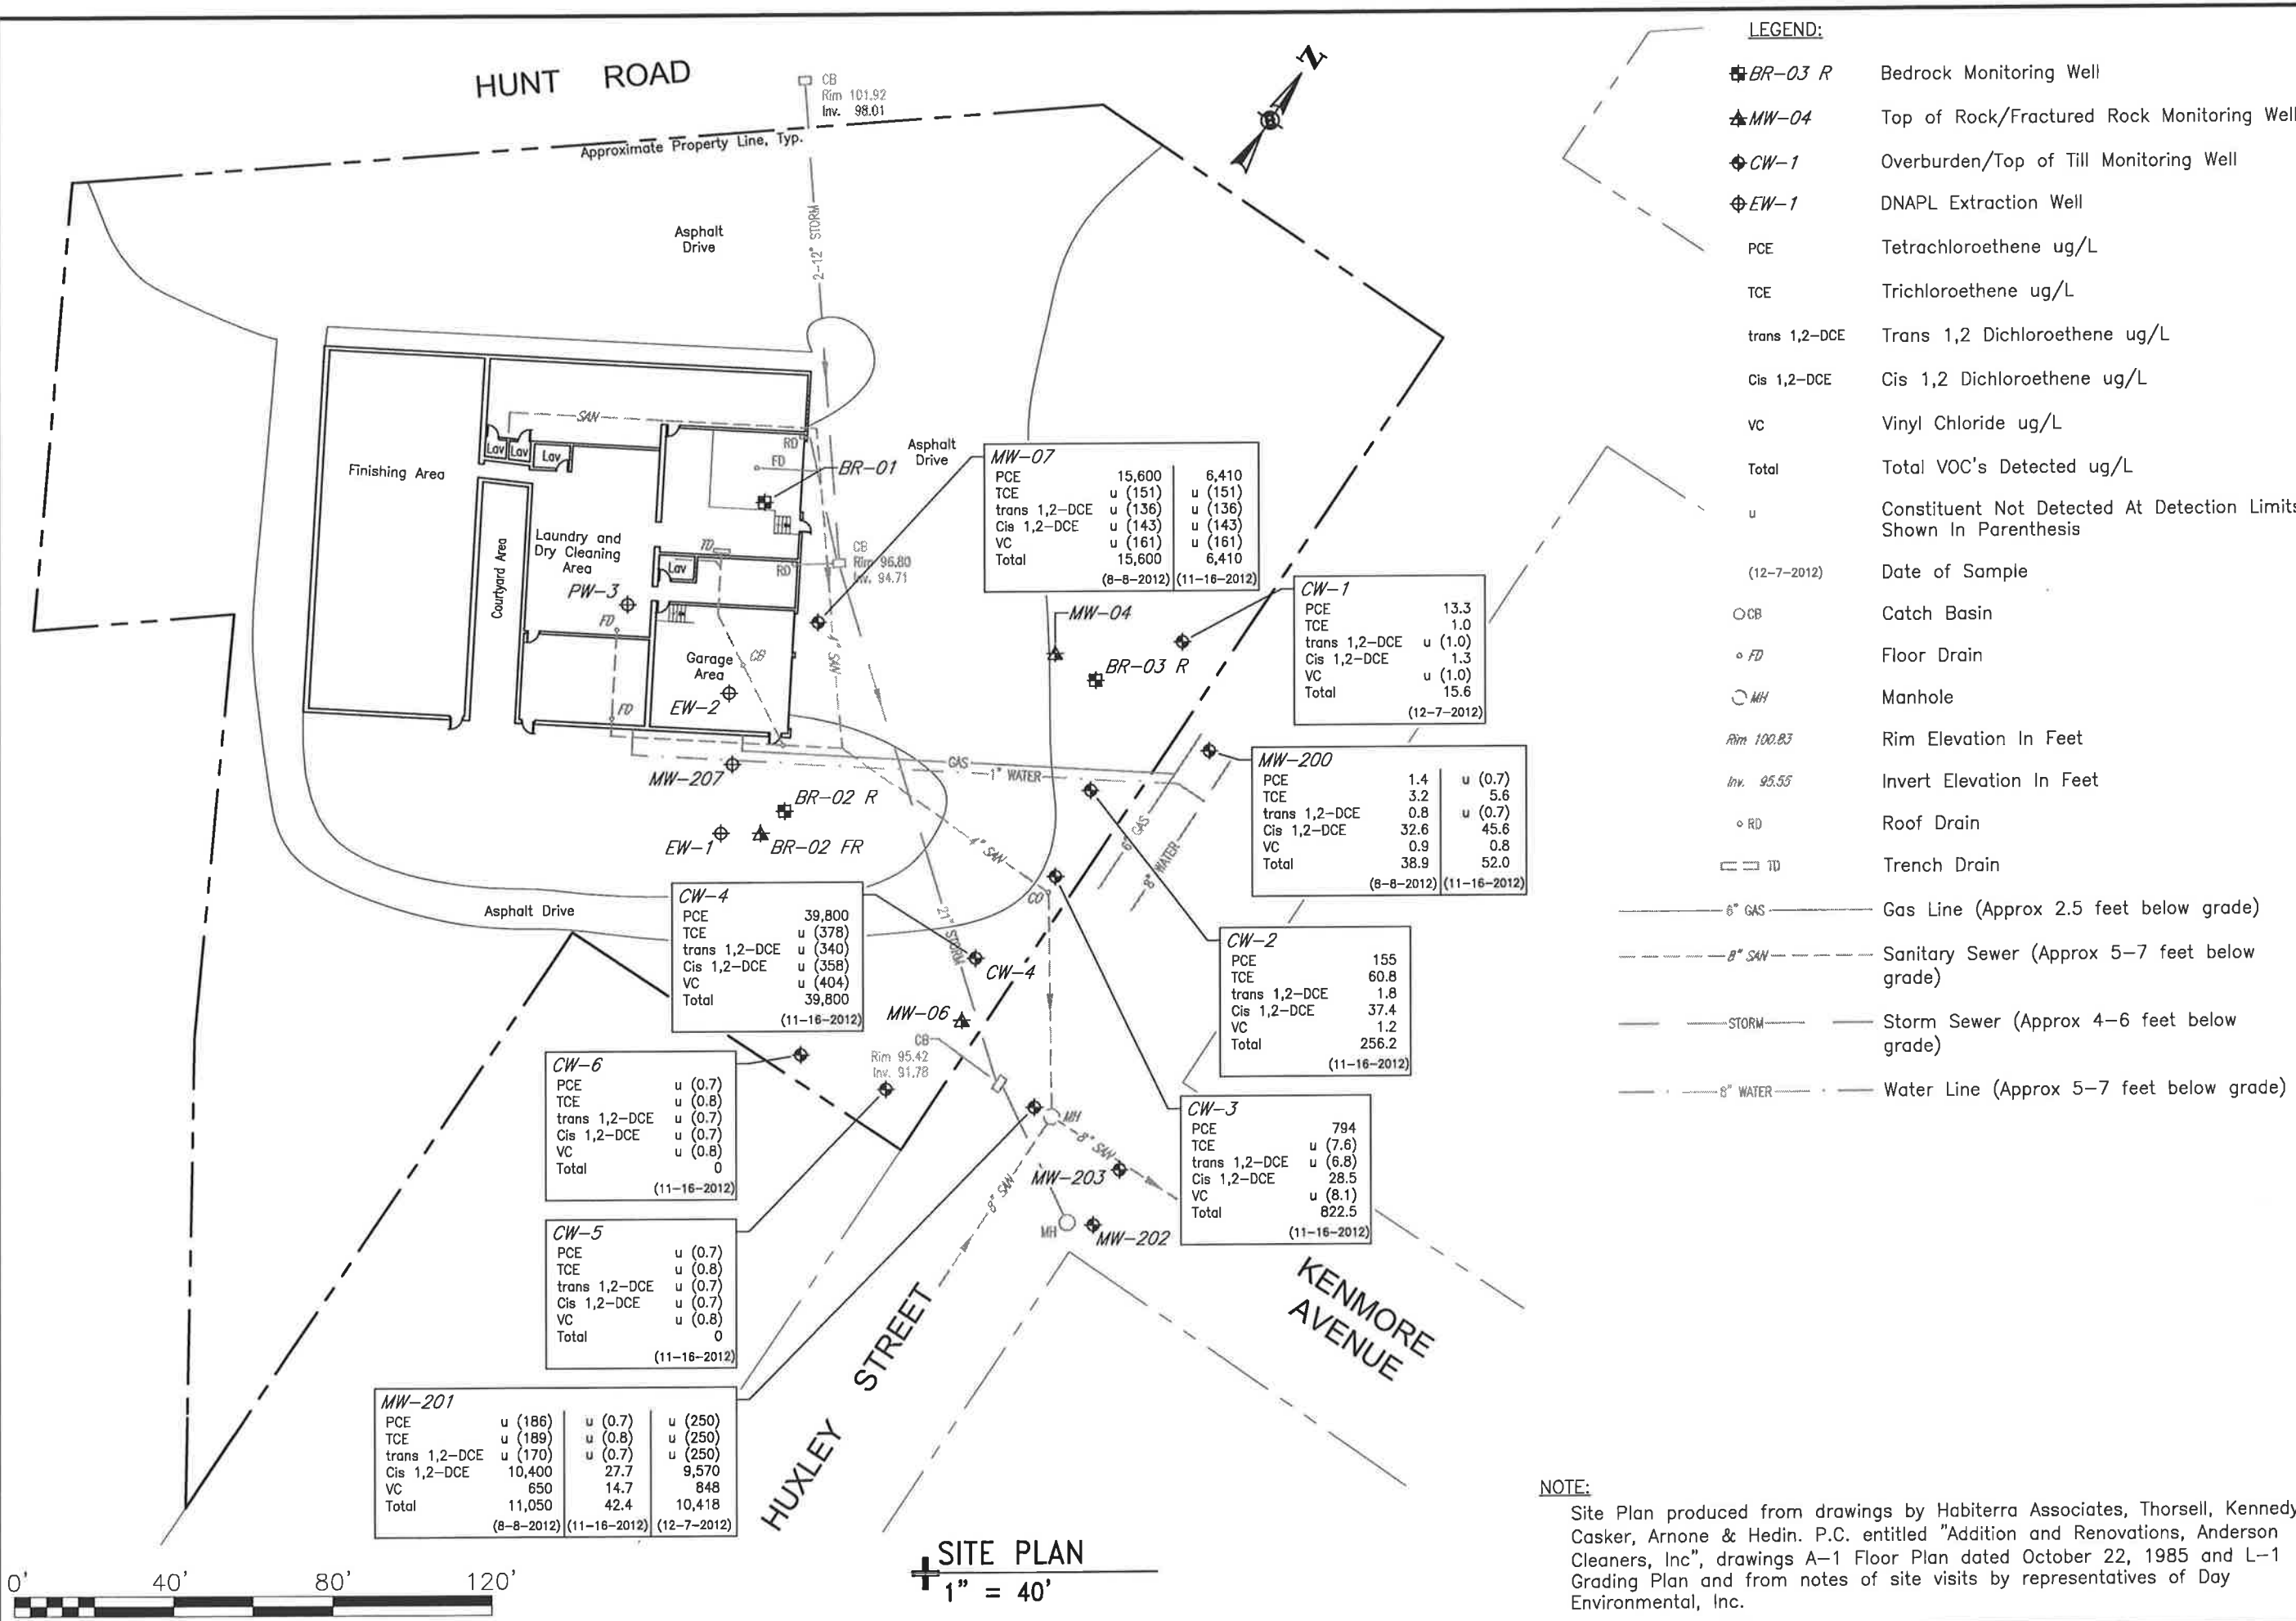 HUNT ROAD
CB
Rim 101.92
Inv. 98.01
Approximate Property Line, Typ.
N
Asphalt
Drive
2-12" STORM
SAN
Lav
Lav
Lav
RD
FD
BR-01
Asphalt
Drive
Finishing Area
Courtyard Area
Laundry and
Dry Cleaning
Area
PW-3
TD
Lav
RD
CB
Rim 96.80
Inv. 94.71
FD
FD
Garage
Area
CB
EW-2
4" SAN
MW-07
PCE 15,600 6,410
TCE u (151) u (151)
trans 1,2-DCE u (136) u (136)
Cis 1,2-DCE u (143) u (143)
VC u (161) u (161)
Total 15,600 6,410
(8-8-2012) (11-16-2012)
MW-04
BR-03 R
CW-1
PCE 13.3
TCE 1.0
trans 1,2-DCE u (1.0)
Cis 1,2-DCE 1.3
VC u (1.0)
Total 15.6
(12-7-2012)
GAS
1" WATER
MW-207
BR-02 R
EW-1
BR-02 FR
6" GAS
8" WATER
MW-200
PCE 1.4 u (0.7)
TCE 3.2 5.6
trans 1,2-DCE 0.8 u (0.7)
Cis 1,2-DCE 32.6 45.6
VC 0.9 0.8
Total 38.9 52.0
(8-8-2012) (11-16-2012)
4" SAN
CO
21" STORM
Asphalt Drive
CW-4
PCE 39,800
TCE u (378)
trans 1,2-DCE u (340)
Cis 1,2-DCE u (358)
VC u (404)
Total 39,800
(11-16-2012)
CW-4
CW-2
PCE 155
TCE 60.8
trans 1,2-DCE 1.8
Cis 1,2-DCE 37.4
VC 1.2
Total 256.2
(11-16-2012)
MW-06
CB
Rim 95.42
Inv. 91.78
CW-6
PCE u (0.7)
TCE u (0.8)
trans 1,2-DCE u (0.7)
Cis 1,2-DCE u (0.7)
VC u (0.8)
Total 0
(11-16-2012)
MH
8" SAN
CW-3
PCE 794
TCE u (7.6)
trans 1,2-DCE u (6.8)
Cis 1,2-DCE 28.5
VC u (8.1)
Total 822.5
(11-16-2012)
MW-203
8" SAN
MH
MW-202
CW-5
PCE u (0.7)
TCE u (0.8)
trans 1,2-DCE u (0.7)
Cis 1,2-DCE u (0.7)
VC u (0.8)
Total 0
(11-16-2012)
KENMORE
AVENUE
HUXLEY STREET
MW-201
PCE u (186) u (0.7) u (250)
TCE u (189) u (0.8) u (250)
trans 1,2-DCE u (170) u (0.7) u (250)
Cis 1,2-DCE 10,400 27.7 9,570
VC 650 14.7 848
Total 11,050 42.4 10,418
(8-8-2012) (11-16-2012) (12-7-2012)
0' 40' 80' 120'
SITE PLAN
1" = 40'
LEGEND:
BR-03 R Bedrock Monitoring Well
MW-04 Top of Rock/Fractured Rock Monitoring Well
CW-1 Overburden/Top of Till Monitoring Well
EW-1 DNAPL Extraction Well
PCE Tetrachloroethene ug/L
TCE Trichloroethene ug/L
trans 1,2-DCE Trans 1,2 Dichloroethene ug/L
Cis 1,2-DCE Cis 1,2 Dichloroethene ug/L
VC Vinyl Chloride ug/L
Total Total VOC's Detected ug/L
u Constituent Not Detected At Detection Limits
Shown In Parenthesis
(12-7-2012) Date of Sample
CB Catch Basin
FD Floor Drain
MH Manhole
Rim 100.83 Rim Elevation In Feet
Inv. 95.55 Invert Elevation In Feet
RD Roof Drain
TD Trench Drain
6" GAS Gas Line (Approx 2.5 feet below grade)
8" SAN Sanitary Sewer (Approx 5-7 feet below
grade)
STORM Storm Sewer (Approx 4-6 feet below
grade)
8" WATER Water Line (Approx 5-7 feet below grade)
NOTE:
Site Plan produced from drawings by Habiterra Associates, Thorsell, Kennedy
Casker, Arnone & Hedin. P.C. entitled "Addition and Renovations, Anderson
Cleaners, Inc", drawings A-1 Floor Plan dated October 22, 1985 and L-1
Grading Plan and from notes of site visits by representatives of Day
Environmental, Inc.